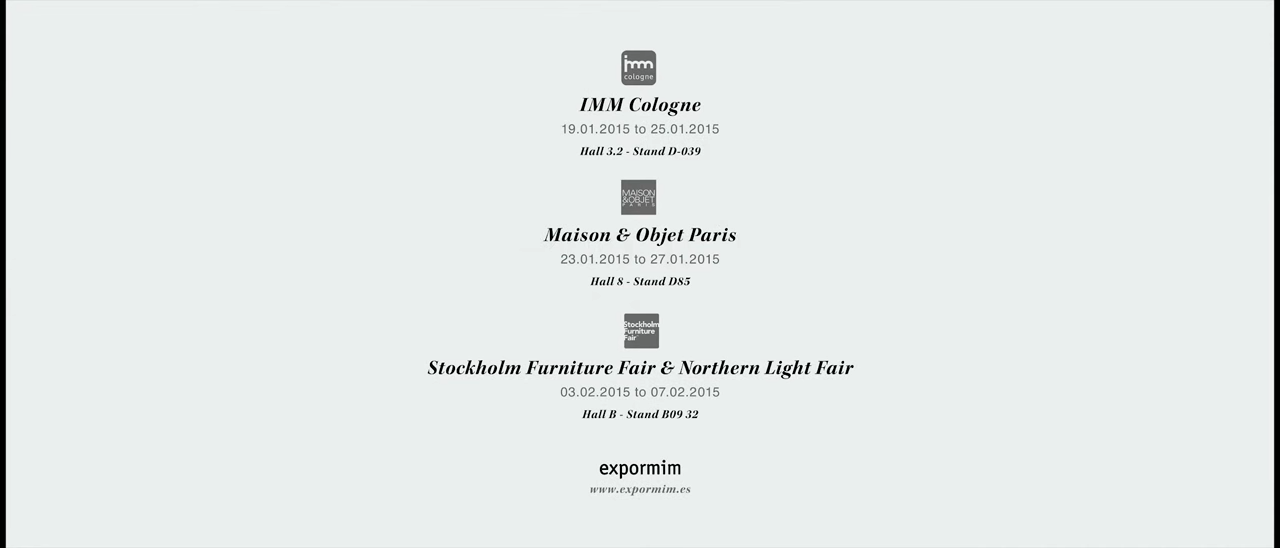 imm
cologne
IMM Cologne
19.01.2015 to 25.01.2015
Hall 3.2 - Stand D-039
MAISON
&OBJET
PARIS
Maison & Objet Paris
23.01.2015 to 27.01.2015
Hall 8 - Stand D85
Stockholm
Furniture
Fair
Stockholm Furniture Fair & Northern Light Fair
03.02.2015 to 07.02.2015
Hall B - Stand B09 32
expormim
www.expormim.es